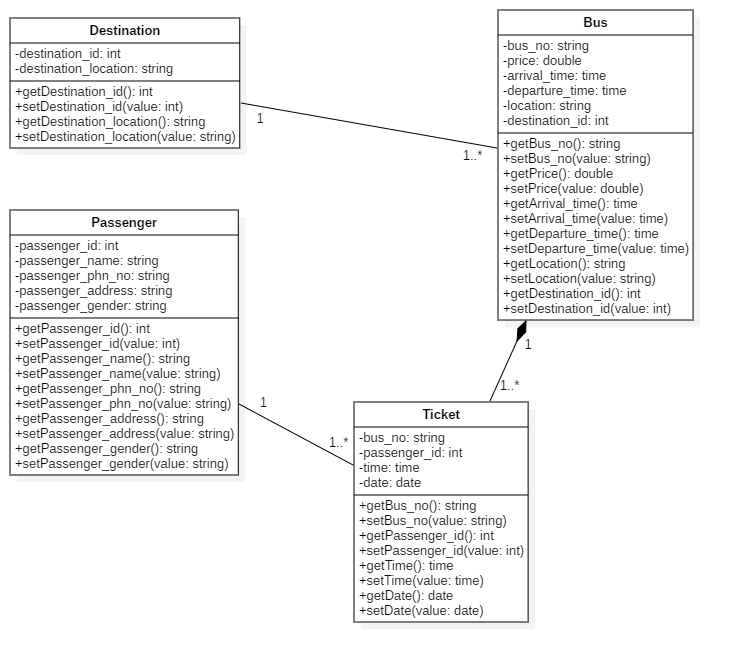 Destination
-destination_id: int
-destination_location: string
+getDestination_id(): int
+setDestination_id(value: int)
+getDestination_location(): string
+setDestination_location(value: string)
1
1..*
Bus
-bus_no: string
-price: double
-arrival_time: time
-departure_time: time
-location: string
-destination_id: int
+getBus_no(): string
+setBus_no(value: string)
+getPrice(): double
+setPrice(value: double)
+getArrival_time(): time
+setArrival_time(value: time)
+getDeparture_time(): time
+setDeparture_time(value: time)
+getLocation(): string
+setLocation(value: string)
+getDestination_id(): int
+setDestination_id(value: int)
Passenger
-passenger_id: int
-passenger_name: string
-passenger_phn_no: string
-passenger_address: string
-passenger_gender: string
+getPassenger_id(): int
+setPassenger_id(value: int)
+getPassenger_name(): string
+setPassenger_name(value: string)
+getPassenger_phn_no(): string
+setPassenger_phn_no(value: string)
+getPassenger_address(): string
+setPassenger_address(value: string)
+getPassenger_gender(): string
+setPassenger_gender(value: string)
1
1..*
1
1..*
Ticket
-bus_no: string
-passenger_id: int
-time: time
-date: date
+getBus_no(): string
+setBus_no(value: string)
+getPassenger_id(): int
+setPassenger_id(value: int)
+getTime(): time
+setTime(value: time)
+getDate(): date
+setDate(value: date)